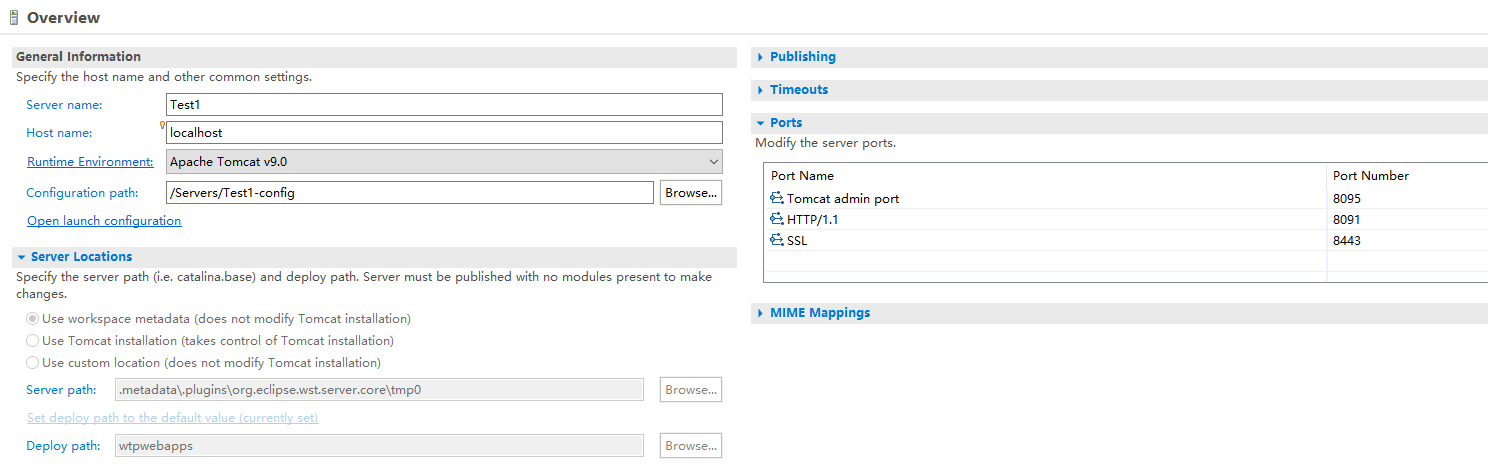 Overview
General Information
Specify the host name and other common settings.
Server name: Test1
Host name: localhost
Runtime Environment: Apache Tomcat v9.0
Configuration path: /Servers/Test1-config Browse...
Open launch configuration
Server Locations
Specify the server path (i.e. catalina.base) and deploy path. Server must be published with no modules present to make
changes.
Use workspace metadata (does not modify Tomcat installation)
Use Tomcat installation (takes control of Tomcat installation)
Use custom location (does not modify Tomcat installation)
Server path: .metadata\.plugins\org.eclipse.wst.server.core\tmp0 Browse...
Set deploy path to the default value (currently set)
Deploy path: wtpwebapps Browse...
Publishing
Timeouts
Ports
Modify the server ports.
Port Name Port Number
Tomcat admin port 8095
HTTP/1.1 8091
SSL 8443
MIME Mappings